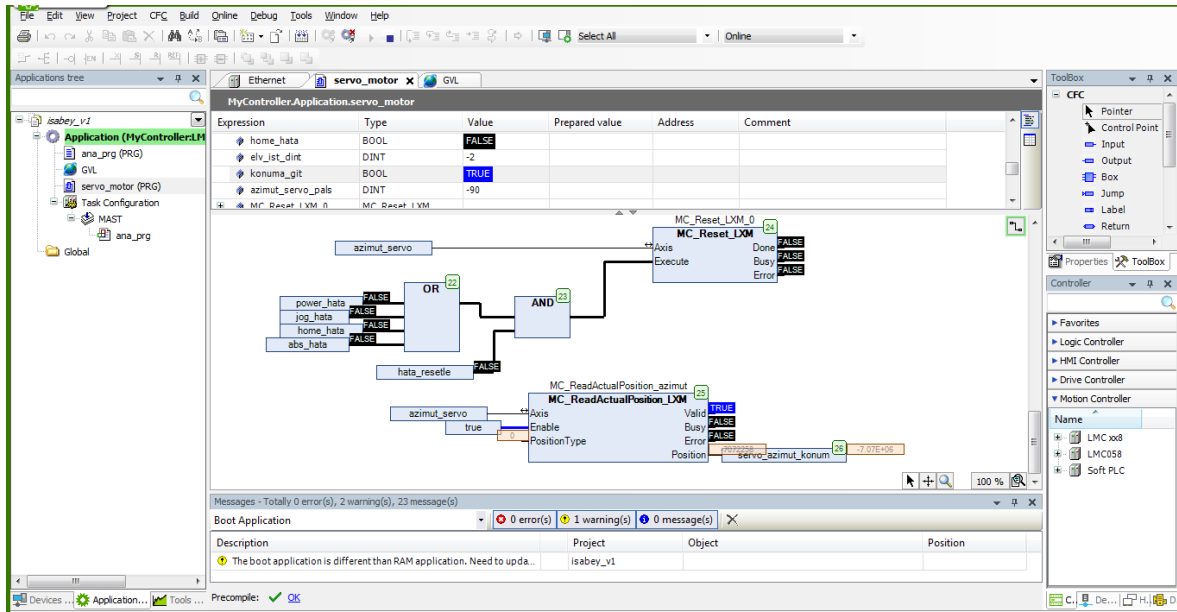 File Edit View Project CFC Build Online Debug Tools Window Help
Select All Online
Applications tree
isabey_v1
Application (MyController:LM
ana_prg (PRG)
GVL
servo_motor (PRG)
Task Configuration
MAST
ana_prg
Global
Devices ... Application... Tools ...
Ethernet servo_motor X GVL
MyController.Application.servo_motor
Expression Type Value Prepared value Address Comment
home_hata BOOL FALSE
elv_ist_dint DINT -2
konuma_git BOOL TRUE
azimut_servo_pals DINT -90
MC_Reset_LXM_0 MC_Reset_LXM
MC_Reset_LXM_0
MC_Reset_LXM 24
azimut_servo Axis Done FALSE
Execute Busy FALSE
Error FALSE
OR 22
AND 23
power_hata FALSE
jog_hata FALSE
home_hata FALSE
abs_hata FALSE
hata_resetle FALSE
MC_ReadActualPosition_azimut
MC_ReadActualPosition_LXM 25
azimut_servo Axis Valid TRUE
true Enable Busy FALSE
0 PositionType Error FALSE
Position -7072258 servo_azimut_konum 26 -7.07E+06
100 %
Messages - Totally 0 error(s), 2 warning(s), 23 message(s)
Boot Application 0 error(s) 1 warning(s) 0 message(s)
Description Project Object Position
The boot application is different than RAM application. Need to upda... isabey_v1
Precompile: OK
ToolBox
CFC
Pointer
Control Point
Input
Output
Box
Jump
Label
Return
Properties ToolBox
Controller
Favorites
Logic Controller
HMI Controller
Drive Controller
Motion Controller
Name
LMC xx8
LMC058
Soft PLC
C.. De... H.. D